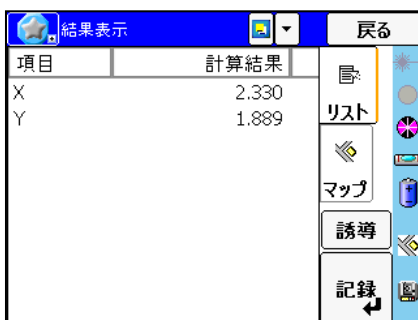 結果表示
戻る
項目 計算結果
X 2.330
Y 1.889
リスト
マップ
誘導
記録